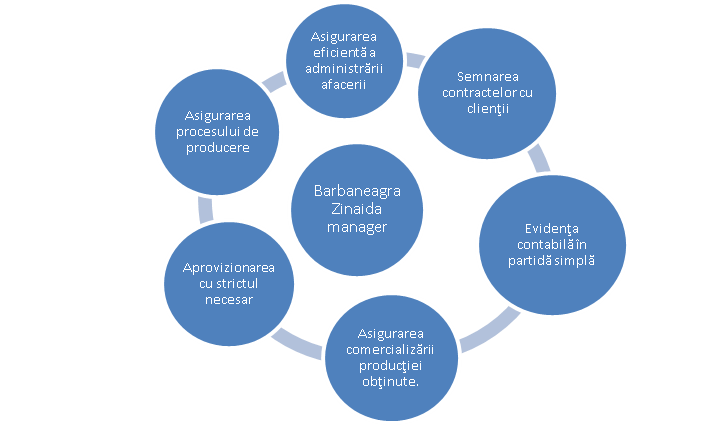 Asigurarea
eficientă a
administrării
afacerii
Semnarea
contractelor cu
clienţii
Evidenţa
contabilă în
partidă simplă
Asigurarea
comercializării
producţiei
obţinute.
Aprovizionarea
cu strictul
necesar
Asigurarea
procesului de
producere
Barbaneagra
Zinaida
manager